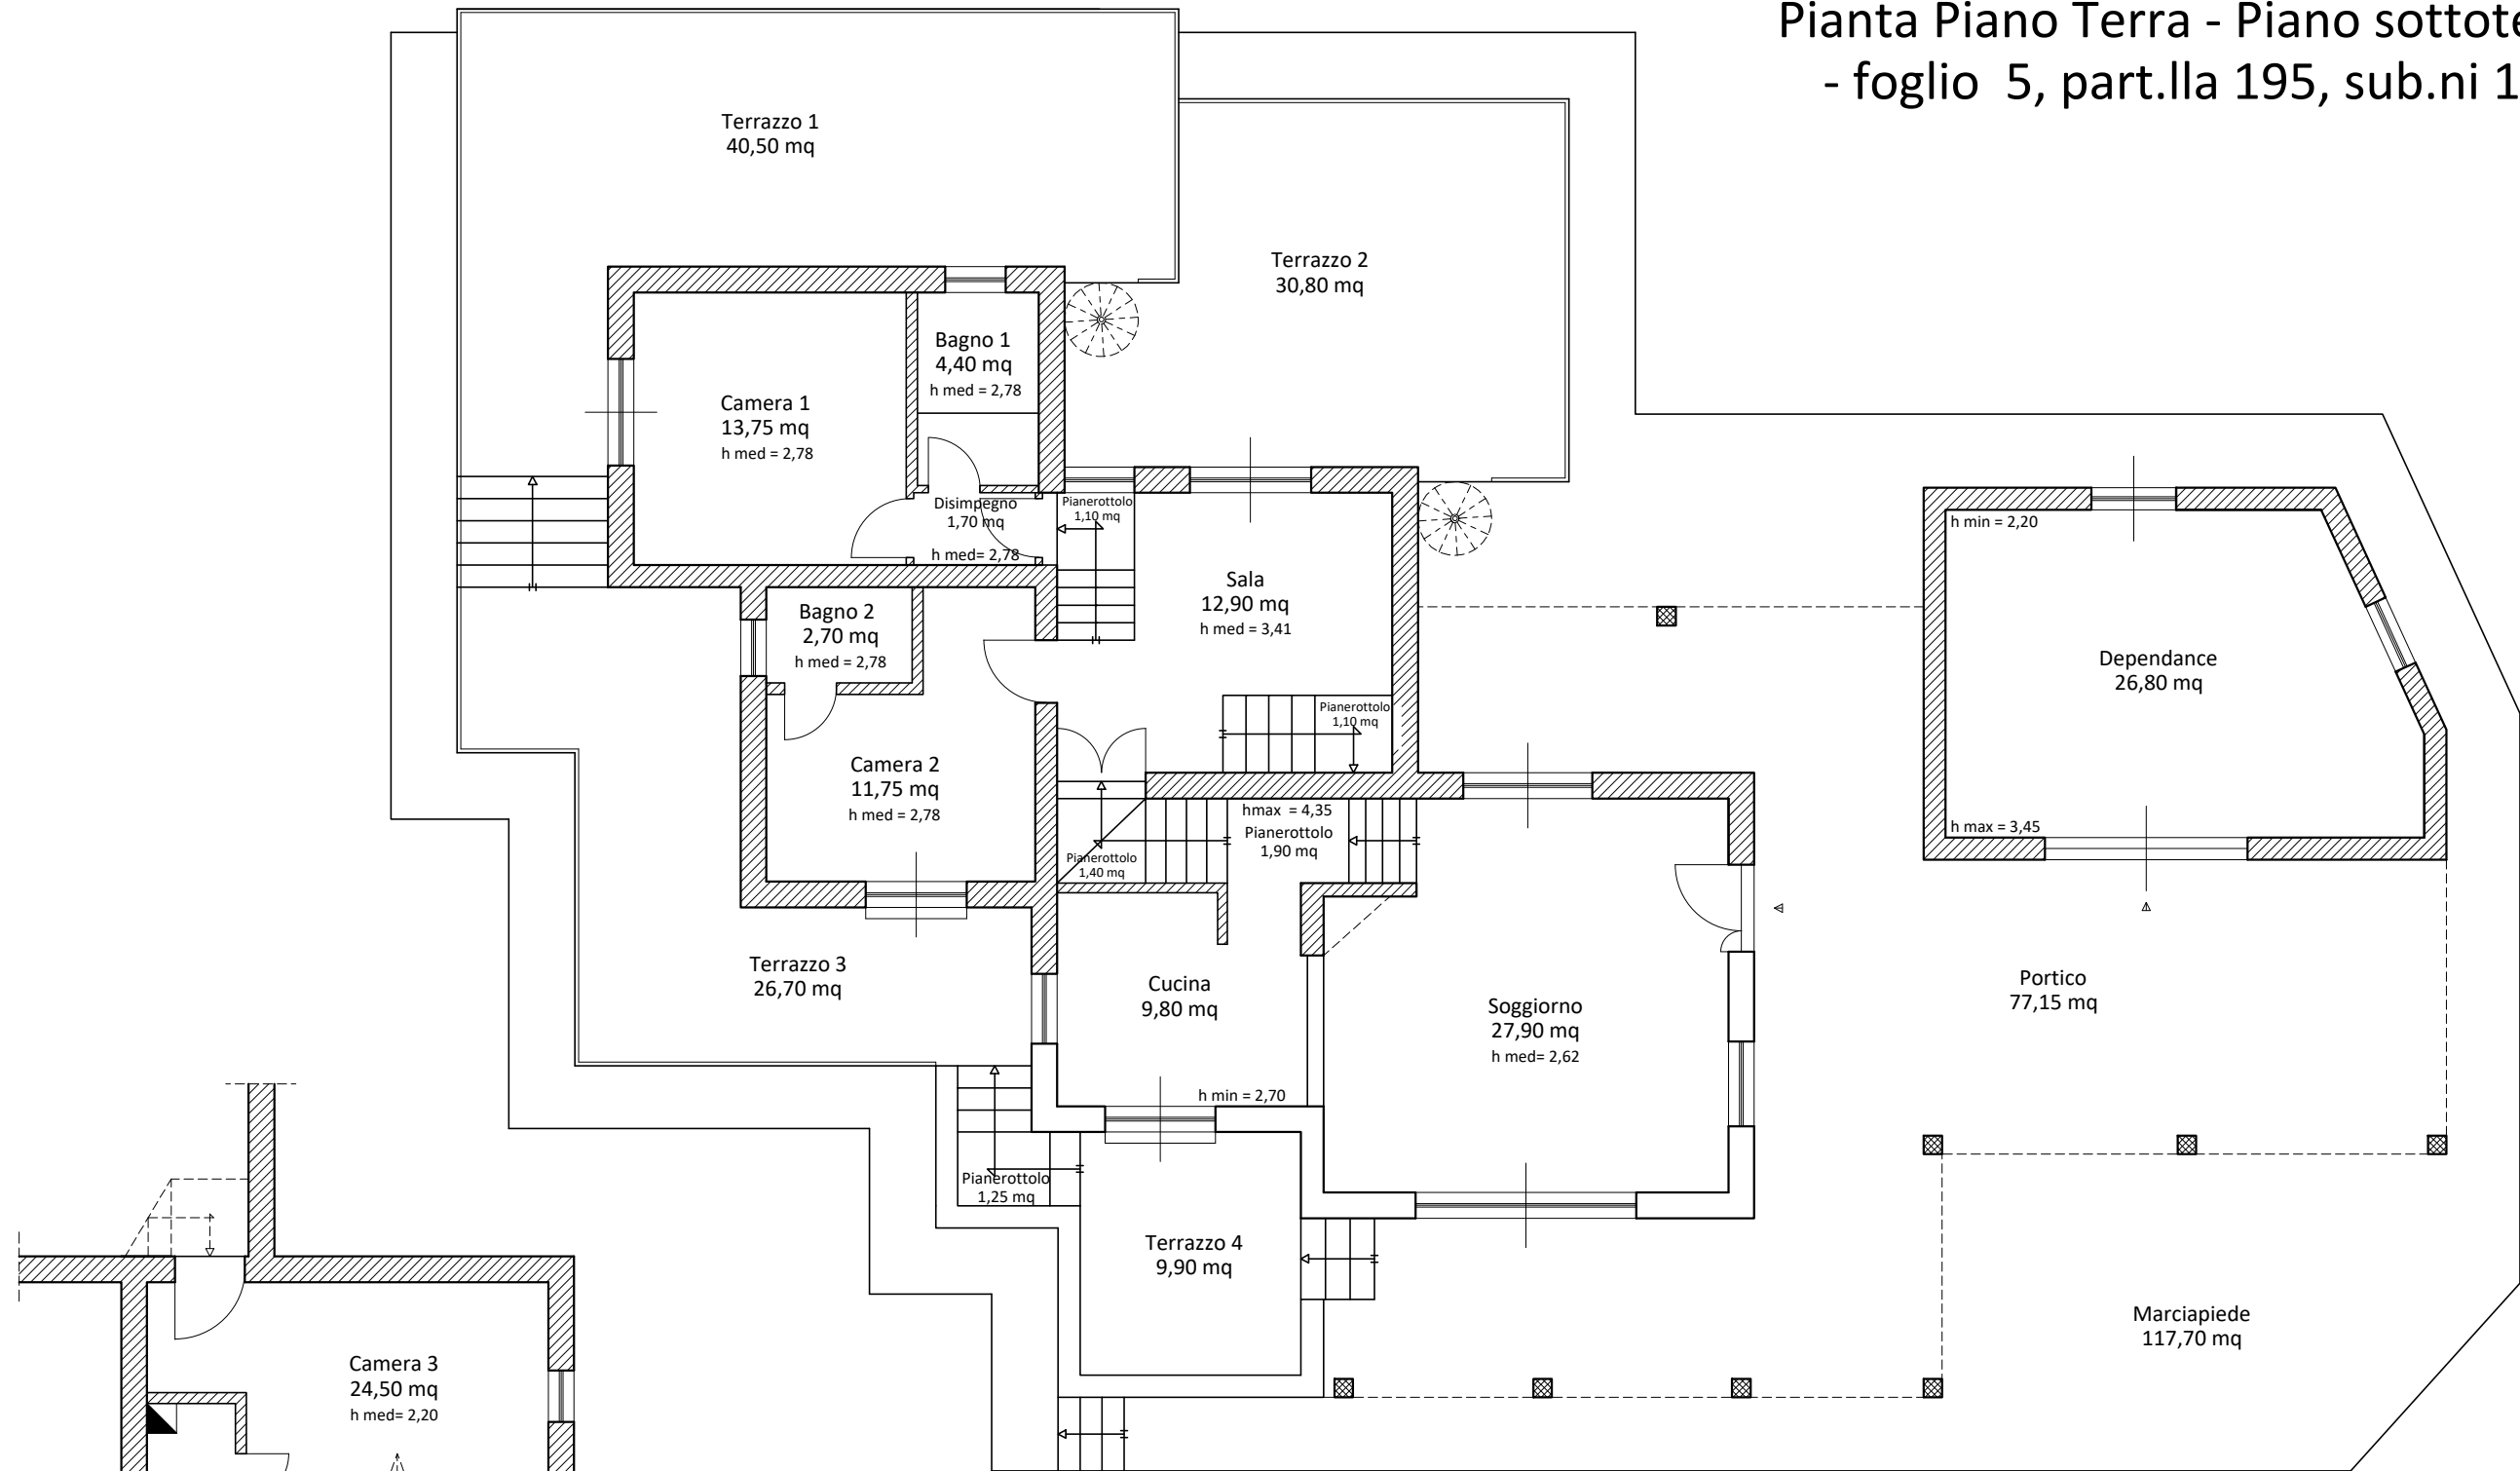 Pianta Piano Terra - Piano
- foglio 5, part.lla 195, sub.ni
Terrazzo 1
40,50 mq
Terrazzo 2
30,80 mq
Bagno 1
4,40 mq
h med = 2,78
Camera 1
13,75 mq
h med = 2,78
Disimpegno
1,70 mq
h med= 2,78
Pianerottolo
1,10 mq
h min = 2,20
Sala
12,90 mq
h med = 3,41
Bagno 2
2,70 mq
h med = 2,78
Dependance
26,80 mq
Pianerottolo
1,10 mq
Camera 2
11,75 mq
h med = 2,78
hmax = 4,35
Pianerottolo
1,90 mq
h max = 3,45
Pianerottolo
1,40 mq
Terrazzo 3
26,70 mq
Cucina
9,80 mq
h min = 2,70
Soggiorno
27,90 mq
h med= 2,62
Portico
77,15 mq
Pianerottolo
1,25 mq
Terrazzo 4
9,90 mq
Marciapiede
117,70 mq
Camera 3
24,50 mq
h med= 2,20